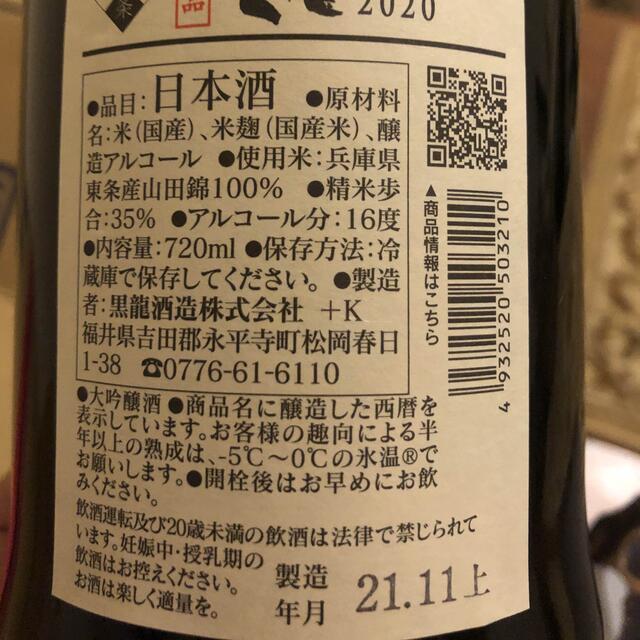 条
品
2020
●品目：日本酒 ●原材料
名：米（国産）、米麹（国産米）、醸
造アルコール ●使用米：兵庫県
東条産山田錦100% ●精米歩
合：35% ●アルコール分：16度
●内容量：720ml ●保存方法：冷
蔵庫で保存してください。 ●製造
者：黒龍酒造株式会社 +K
福井県吉田郡永平寺町松岡春日
1-38 ☎0776-61-6110
▲商品情報はこちら
4 932520 503210
●大吟醸酒 ●商品名に醸造した西暦を
表示しています。お客様の趣向による半
年以上の熟成は、-5℃～0℃の氷温®で
お願いします。●開栓後はお早めにお飲
みください。
飲酒運転及び20歳未満の飲酒は法律で禁じられて
います。妊娠中・授乳期の
飲酒はお控えください。
お酒は楽しく適量を。
製造
年月
21.11上